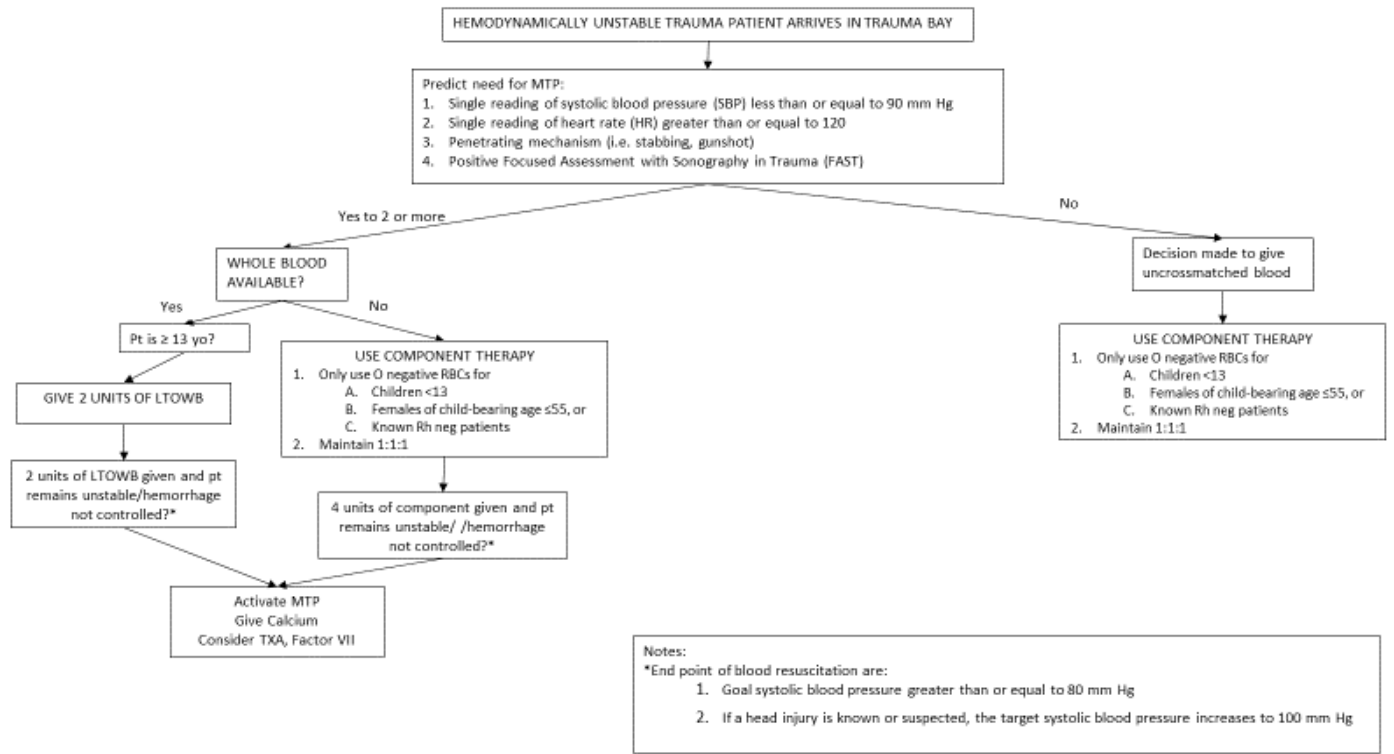 HEMODYNAMICALLY UNSTABLE TRAUMA PATIENT ARRIVES IN TRAUMA BAY
Predict need for MTP:
1. Single reading of systolic blood pressure (SBP) less than or equal to 90 mm Hg
2. Single reading of heart rate (HR) greater than or equal to 120
3. Penetrating mechanism (i.e. stabbing, gunshot)
4. Positive Focused Assessment with Sonography in Trauma (FAST)
Yes to 2 or more
No
WHOLE BLOOD
AVAILABLE?
Decision made to give
uncrossmatched blood
Yes
No
Pt is ≥ 13 yo?
GIVE 2 UNITS OF LTOWB
2 units of LTOWB given and pt
remains unstable/hemorrhage
not controlled?*
USE COMPONENT THERAPY
1. Only use O negative RBCs for
A. Children <13
B. Females of child-bearing age ≤55, or
C. Known Rh neg patients
2. Maintain 1:1:1
4 units of component given and pt
remains unstable/ /hemorrhage
not controlled?*
Activate MTP
Give Calcium
Consider TXA, Factor VII
USE COMPONENT THERAPY
1. Only use O negative RBCs for
A. Children <13
B. Females of child-bearing age ≤55, or
C. Known Rh neg patients
2. Maintain 1:1:1
Notes:
*End point of blood resuscitation are:
1. Goal systolic blood pressure greater than or equal to 80 mm Hg
2. If a head injury is known or suspected, the target systolic blood pressure increases to 100 mm Hg